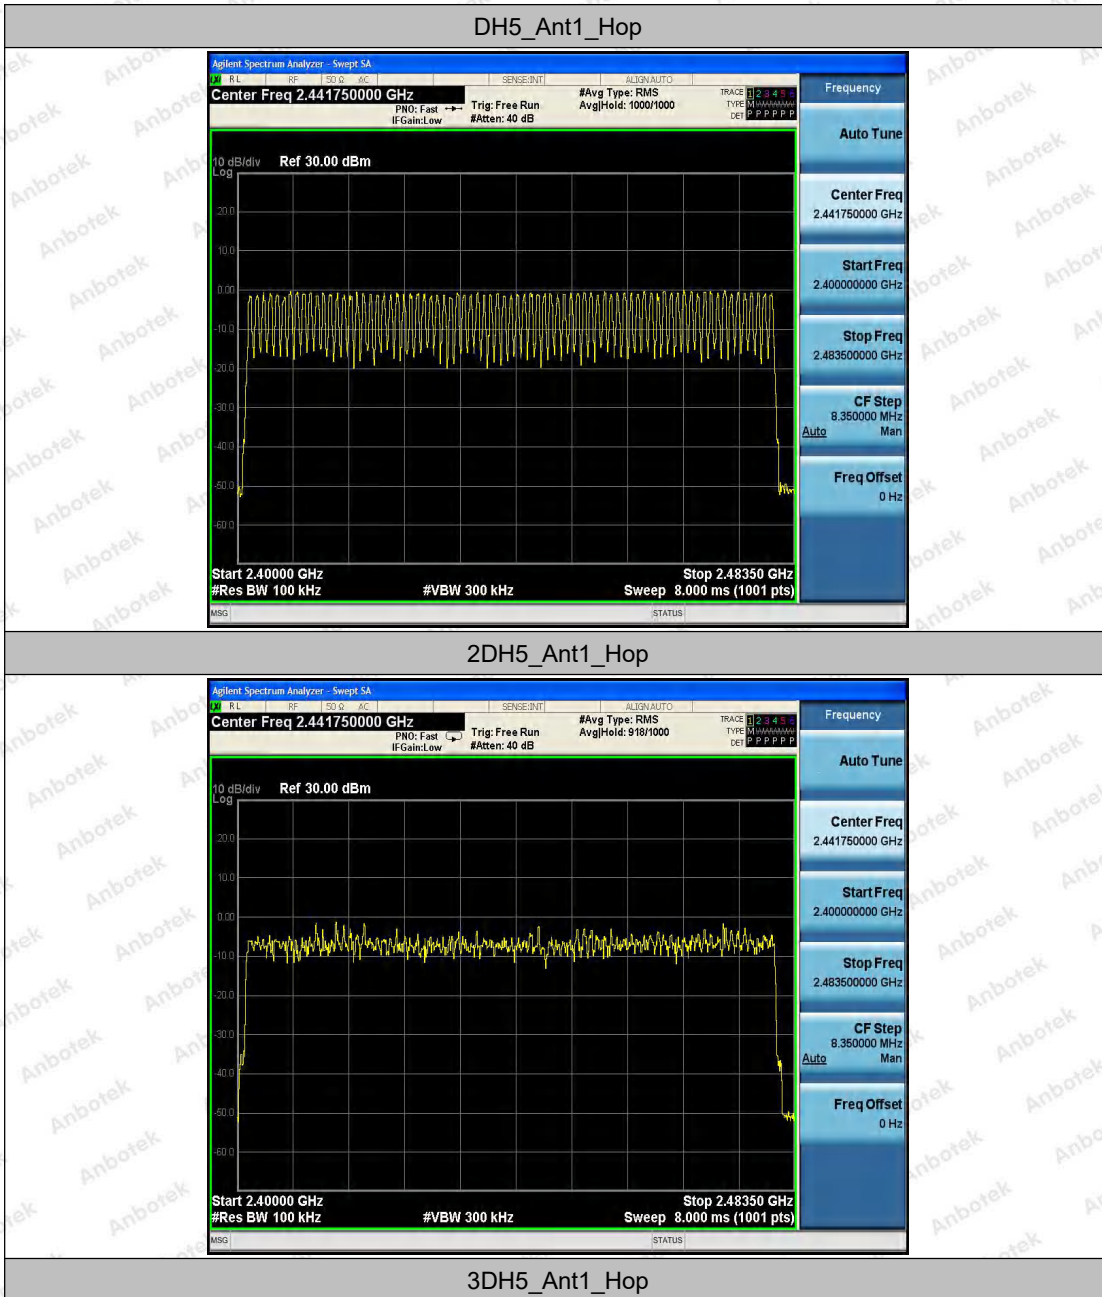 DH5_Ant1_Hop
Agilent Spectrum Analyzer - Swept SA
RL RF 50 Ω AC SENSE:INT ALIGNAUTO
Center Freq 2.441750000 GHz
PNO: Fast
IFGain:Low
Trig: Free Run
#Atten: 40 dB
#Avg Type: RMS
Avg|Hold: 1000/1000
TRACE 1 2 3 4 5 6
TYPE M
DET P P P P P P
10 dB/div Ref 30.00 dBm
Log
20.0
10.0
0.00
-10.0
-20.0
-30.0
-40.0
-50.0
-60.0
Start 2.40000 GHz Stop 2.48350 GHz
#Res BW 100 kHz #VBW 300 kHz Sweep 8.000 ms (1001 pts)
MSG STATUS
Frequency
Auto Tune
Center Freq
2.441750000 GHz
Start Freq
2.400000000 GHz
Stop Freq
2.483500000 GHz
CF Step
8.350000 MHz
Auto Man
Freq Offset
0 Hz
2DH5_Ant1_Hop
Agilent Spectrum Analyzer - Swept SA
RL RF 50 Ω AC SENSE:INT ALIGNAUTO
Center Freq 2.441750000 GHz
PNO: Fast
IFGain:Low
Trig: Free Run
#Atten: 40 dB
#Avg Type: RMS
Avg|Hold: 918/1000
TRACE 1 2 3 4 5 6
TYPE M
DET P P P P P P
10 dB/div Ref 30.00 dBm
Log
20.0
10.0
0.00
-10.0
-20.0
-30.0
-40.0
-50.0
-60.0
Start 2.40000 GHz Stop 2.48350 GHz
#Res BW 100 kHz #VBW 300 kHz Sweep 8.000 ms (1001 pts)
MSG STATUS
Frequency
Auto Tune
Center Freq
2.441750000 GHz
Start Freq
2.400000000 GHz
Stop Freq
2.483500000 GHz
CF Step
8.350000 MHz
Auto Man
Freq Offset
0 Hz
3DH5_Ant1_Hop